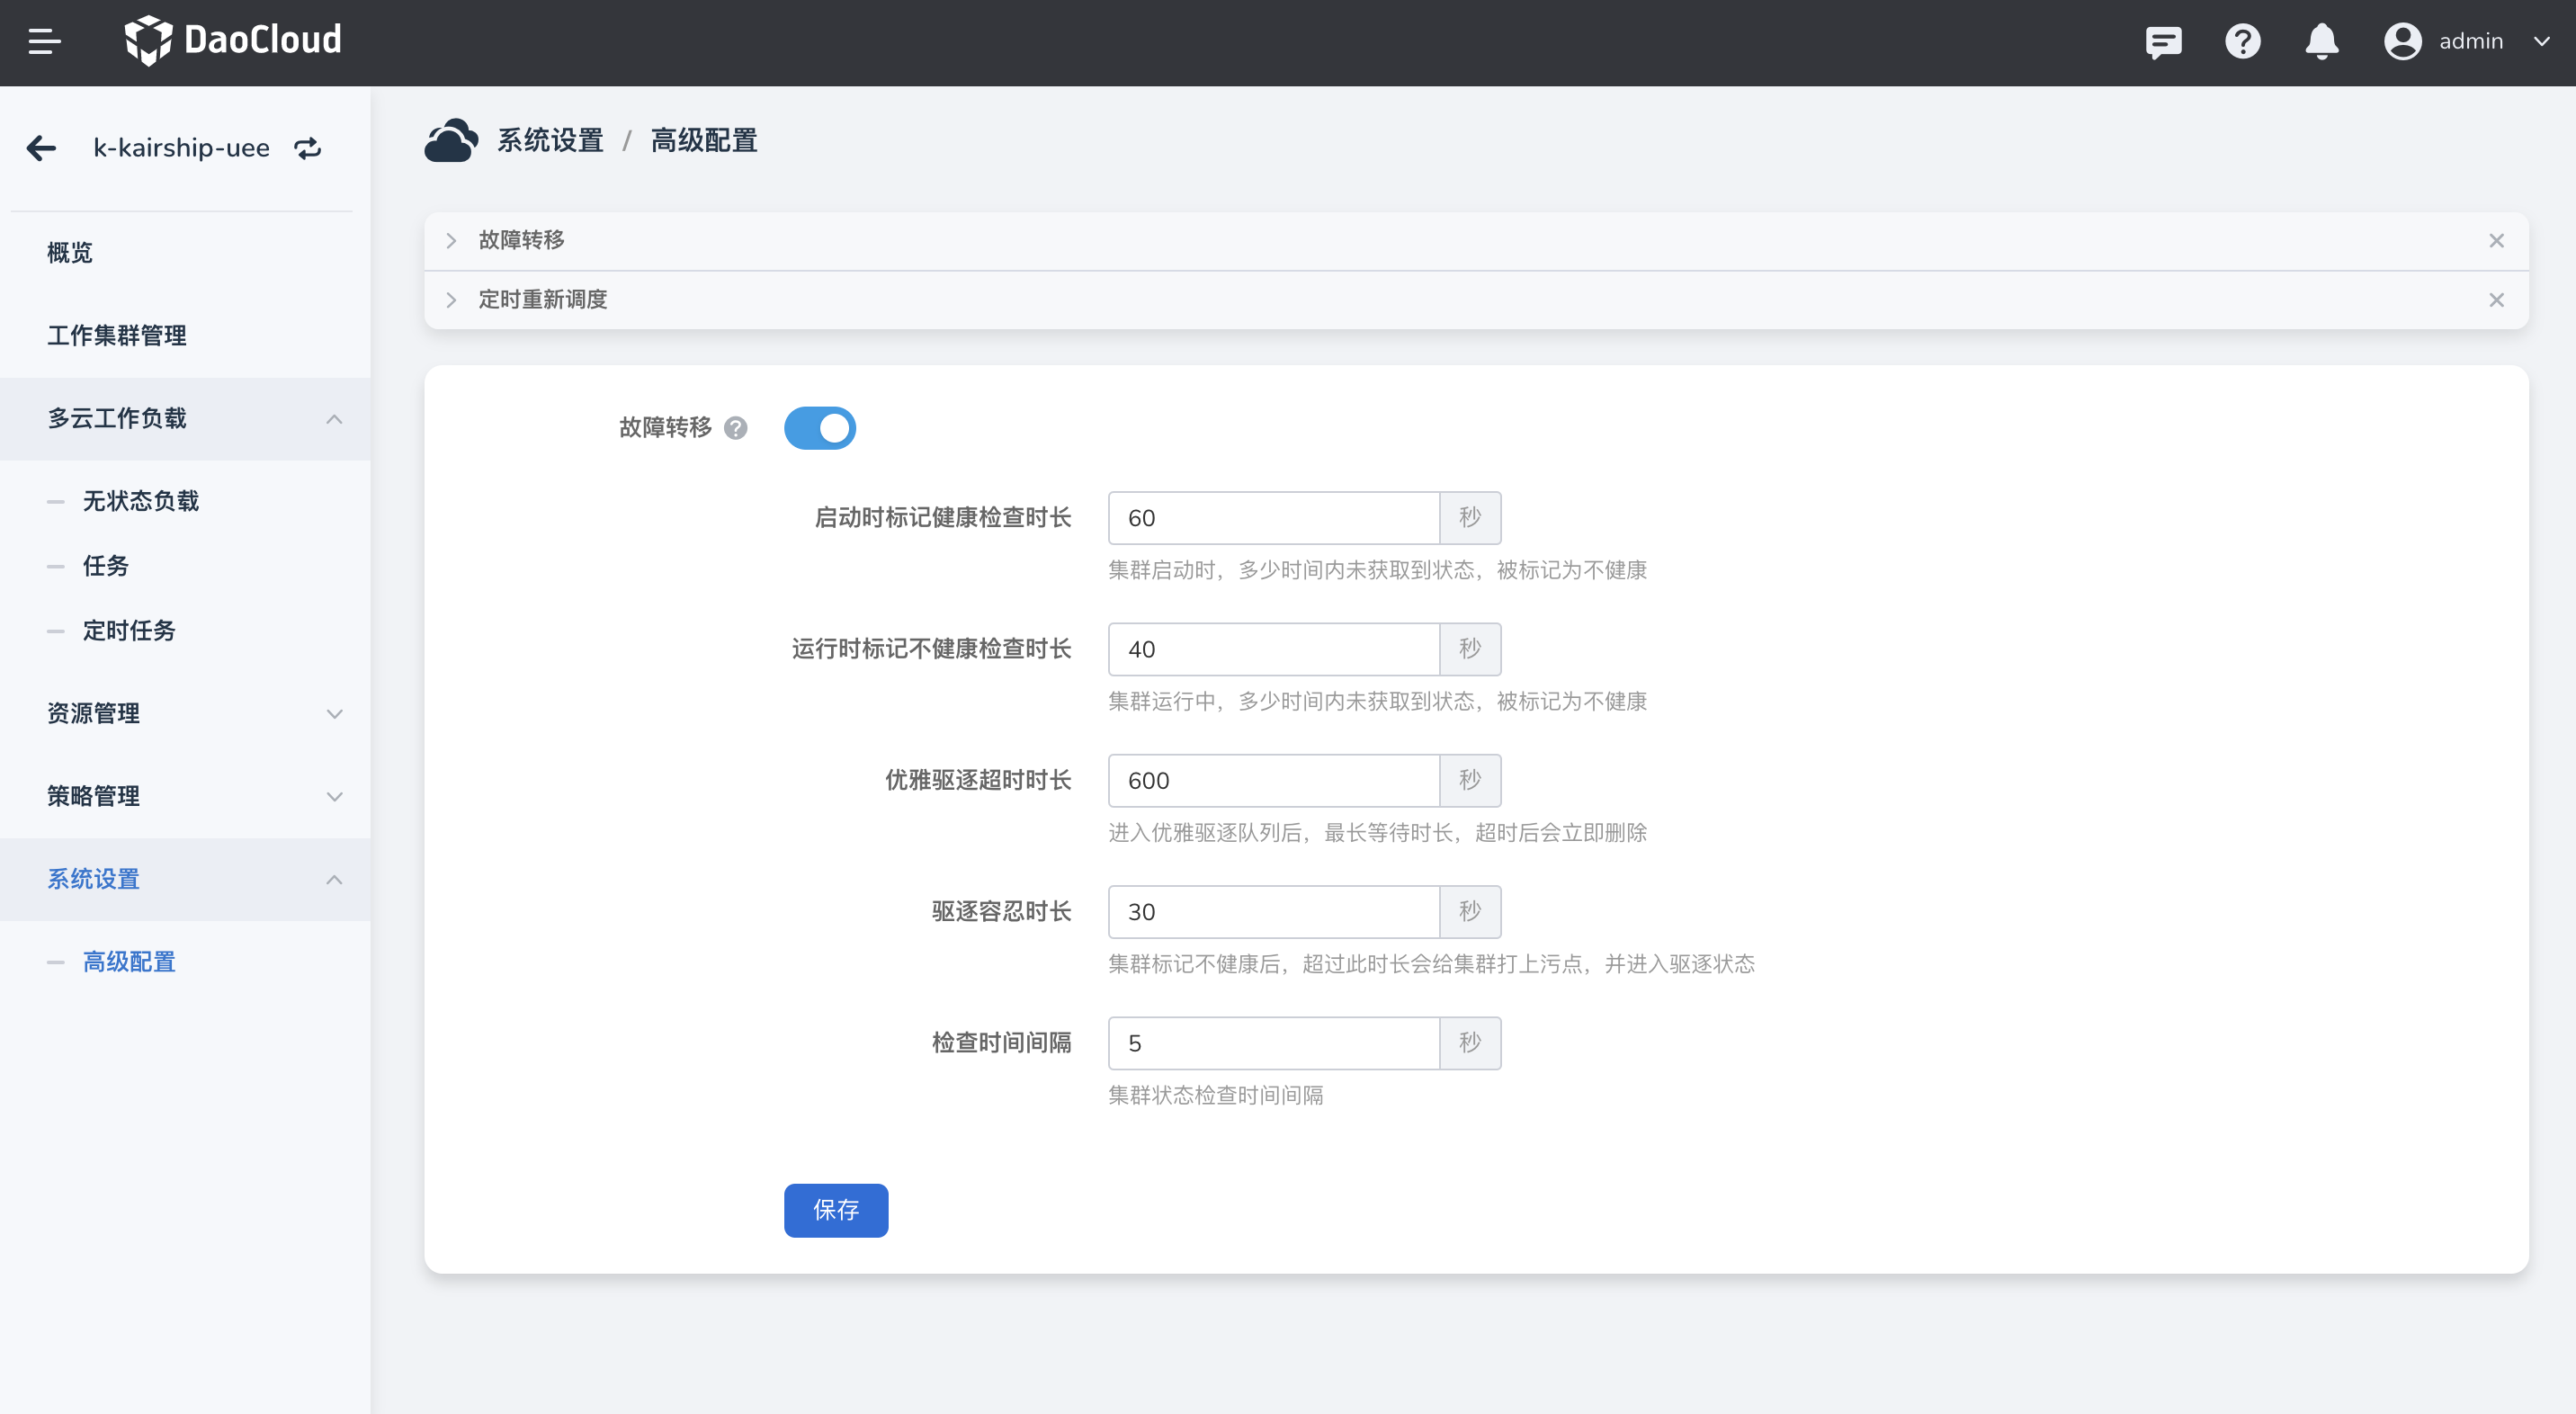 DaoCloud
admin
k-kairship-uee
概览
工作集群管理
多云工作负载
无状态负载
任务
定时任务
资源管理
策略管理
系统设置
高级配置
系统设置 / 高级配置
故障转移
定时重新调度
故障转移
启动时标记健康检查时长 60 秒
集群启动时，多少时间内未获取到状态，被标记为不健康
运行时标记不健康检查时长 40 秒
集群运行中，多少时间内未获取到状态，被标记为不健康
优雅驱逐超时时长 600 秒
进入优雅驱逐队列后，最长等待时长，超时后会立即删除
驱逐容忍时长 30 秒
集群标记不健康后，超过此时长会给集群打上污点，并进入驱逐状态
检查时间间隔 5 秒
集群状态检查时间间隔
保存